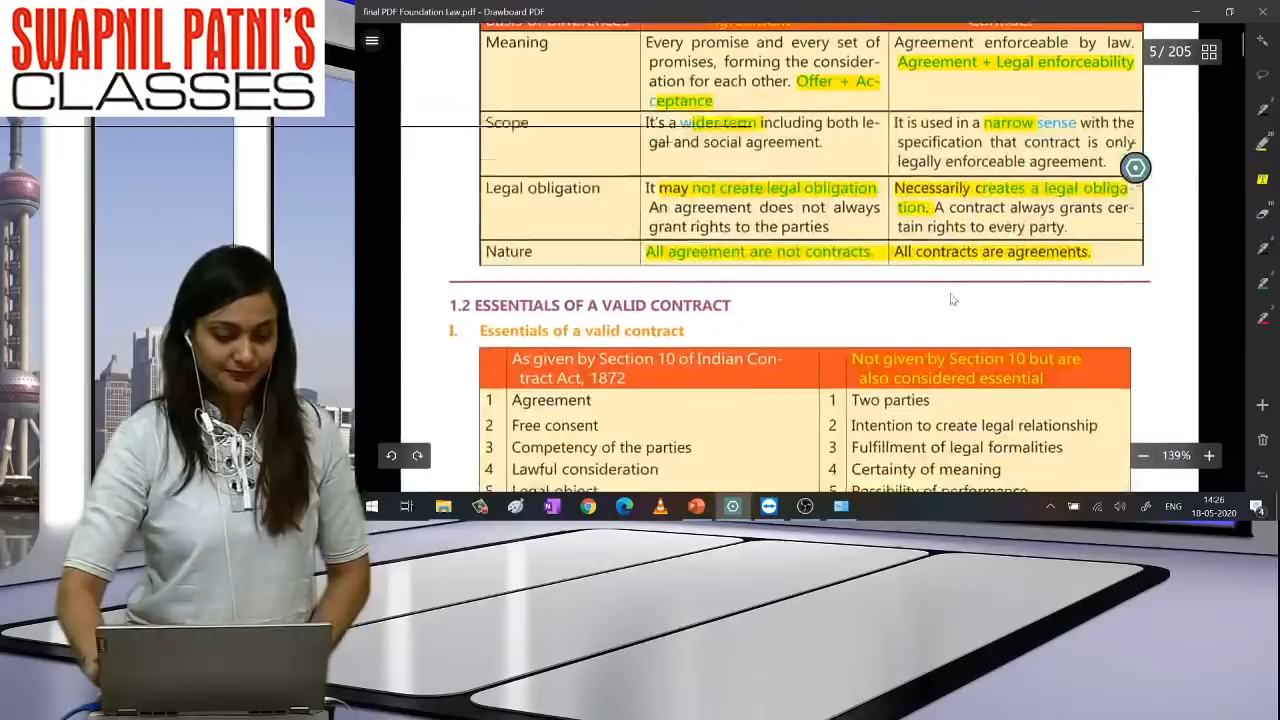 SWAPNIL PATNI'S
CLASSES
final PDF Foundation Law.pdf - Drawboard PDF
5 / 205
Meaning
Every promise and every set of
promises, forming the consider-
ation for each other. Offer + Ac-
ceptance
Agreement enforceable by law.
Agreement + Legal enforceability
Scope
It's a wider term including both le-
gal and social agreement.
It is used in a narrow sense with the
specification that contract is only
legally enforceable agreement.
Legal obligation
It may not create legal obligation
An agreement does not always
grant rights to the parties
Necessarily creates a legal obliga-
tion. A contract always grants cer-
tain rights to every party.
Nature
All agreement are not contracts.
All contracts are agreements.
1.2 ESSENTIALS OF A VALID CONTRACT
I. Essentials of a valid contract
As given by Section 10 of Indian Con-
tract Act, 1872
Not given by Section 10 but are
also considered essential
1 Agreement
1 Two parties
2 Free consent
2 Intention to create legal relationship
3 Competency of the parties
3 Fulfillment of legal formalities
4 Lawful consideration
4 Certainty of meaning
5 Legal object
5 Possibility of performance
139%
ENG
14:26
18-05-2020